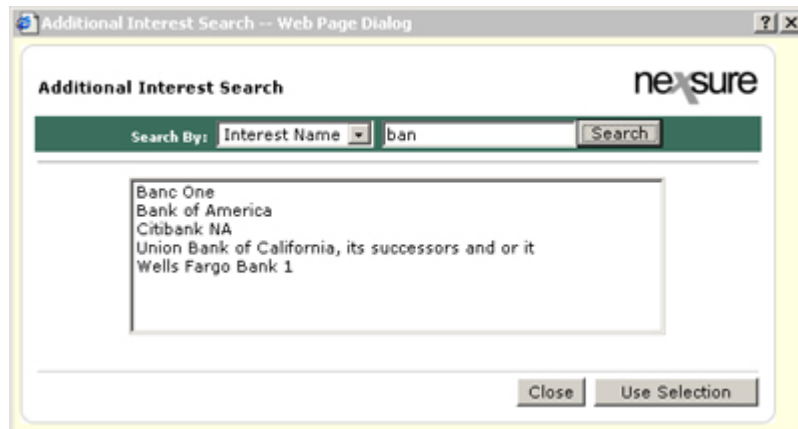 Additional Interest Search -- Web Page Dialog
? X
Additional Interest Search
nexsure
Search By: Interest Name ban Search
Banc One
Bank of America
Citibank NA
Union Bank of California, its successors and or it
Wells Fargo Bank 1
Close Use Selection